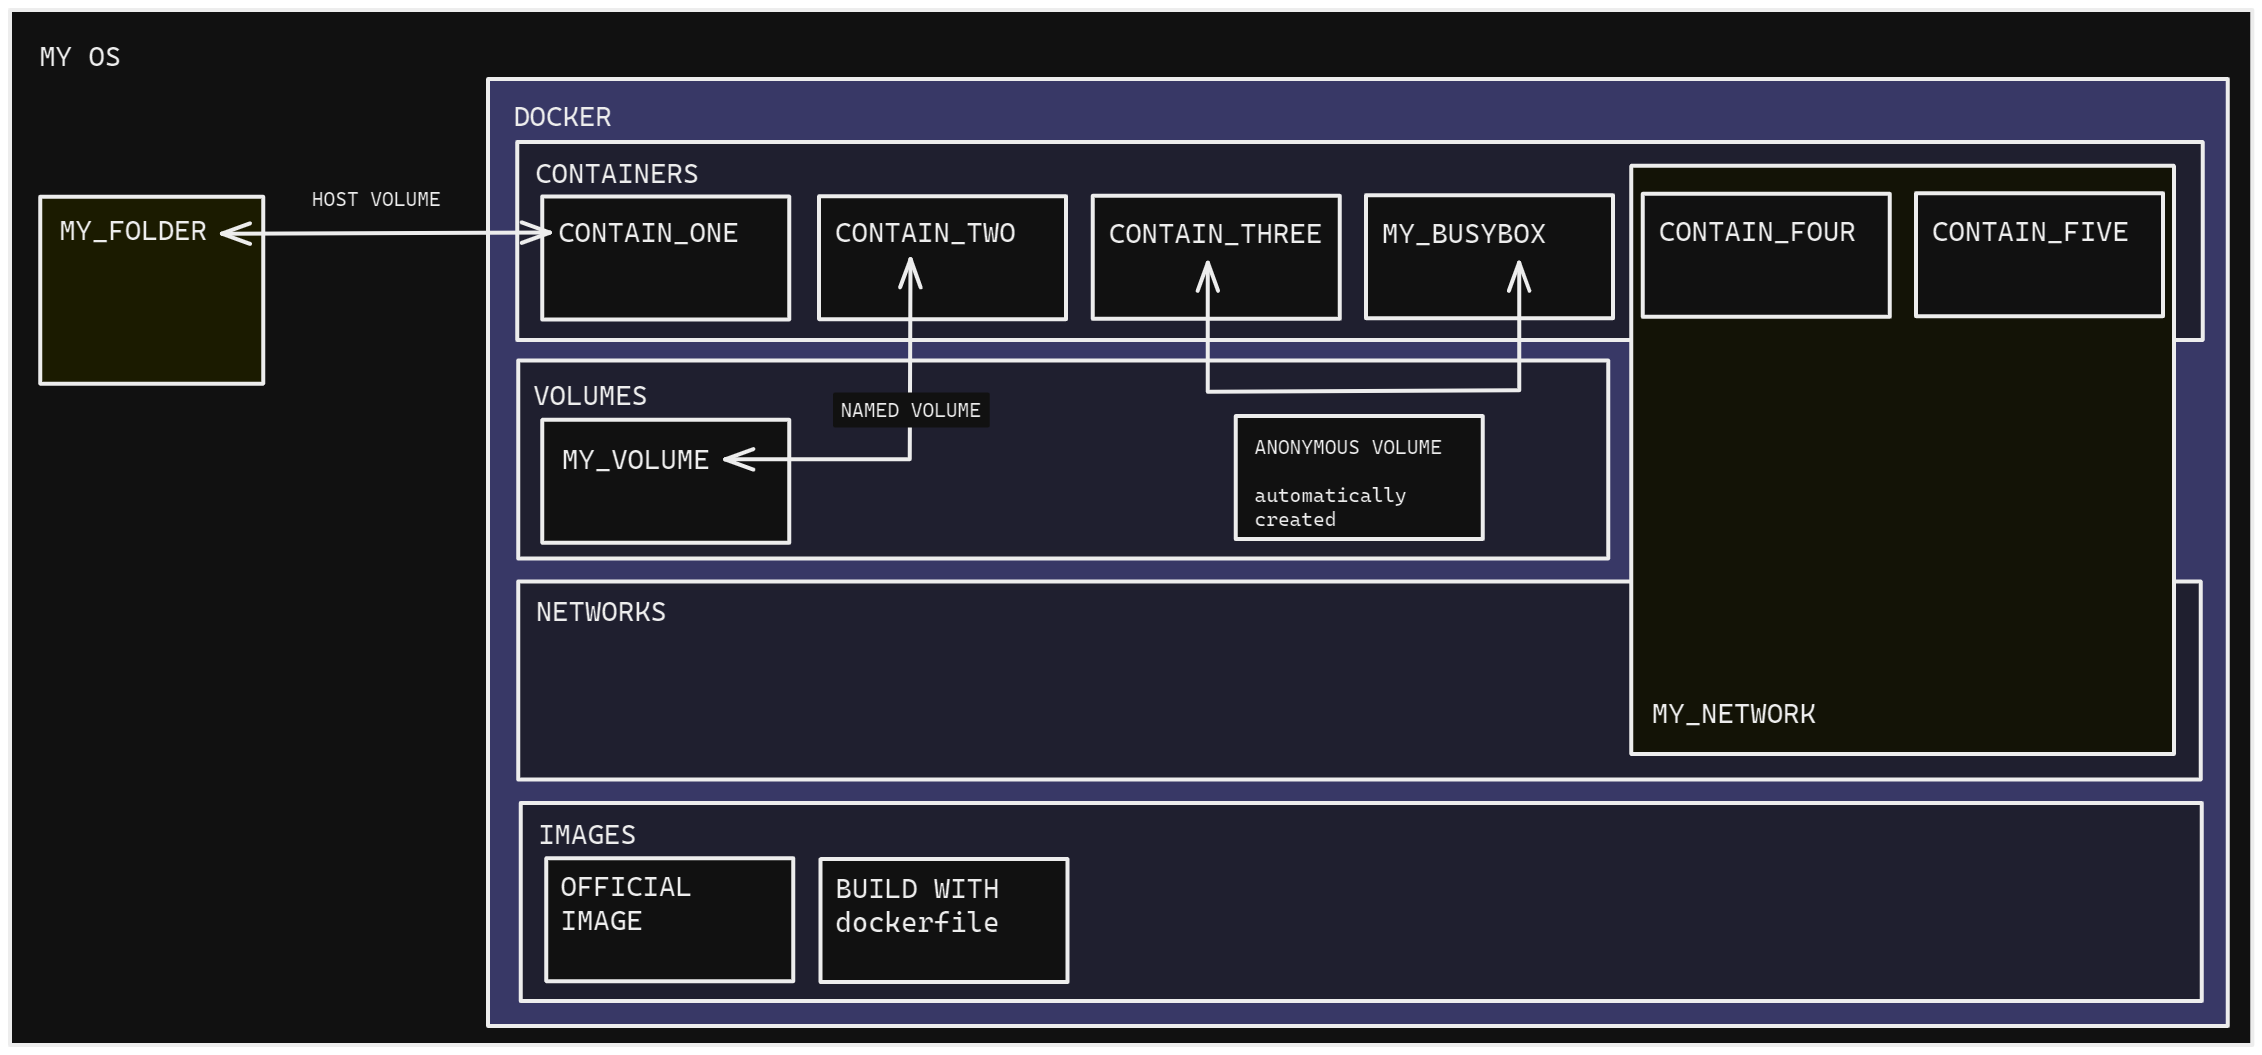 MY OS
DOCKER
CONTAINERS
HOST VOLUME
MY_FOLDER
CONTAIN_ONE
CONTAIN_TWO
CONTAIN_THREE
MY_BUSYBOX
CONTAIN_FOUR
CONTAIN_FIVE
VOLUMES
NAMED VOLUME
MY_VOLUME
ANONYMOUS VOLUME
automatically
created
NETWORKS
MY_NETWORK
IMAGES
OFFICIAL
IMAGE
BUILD WITH
dockerfile